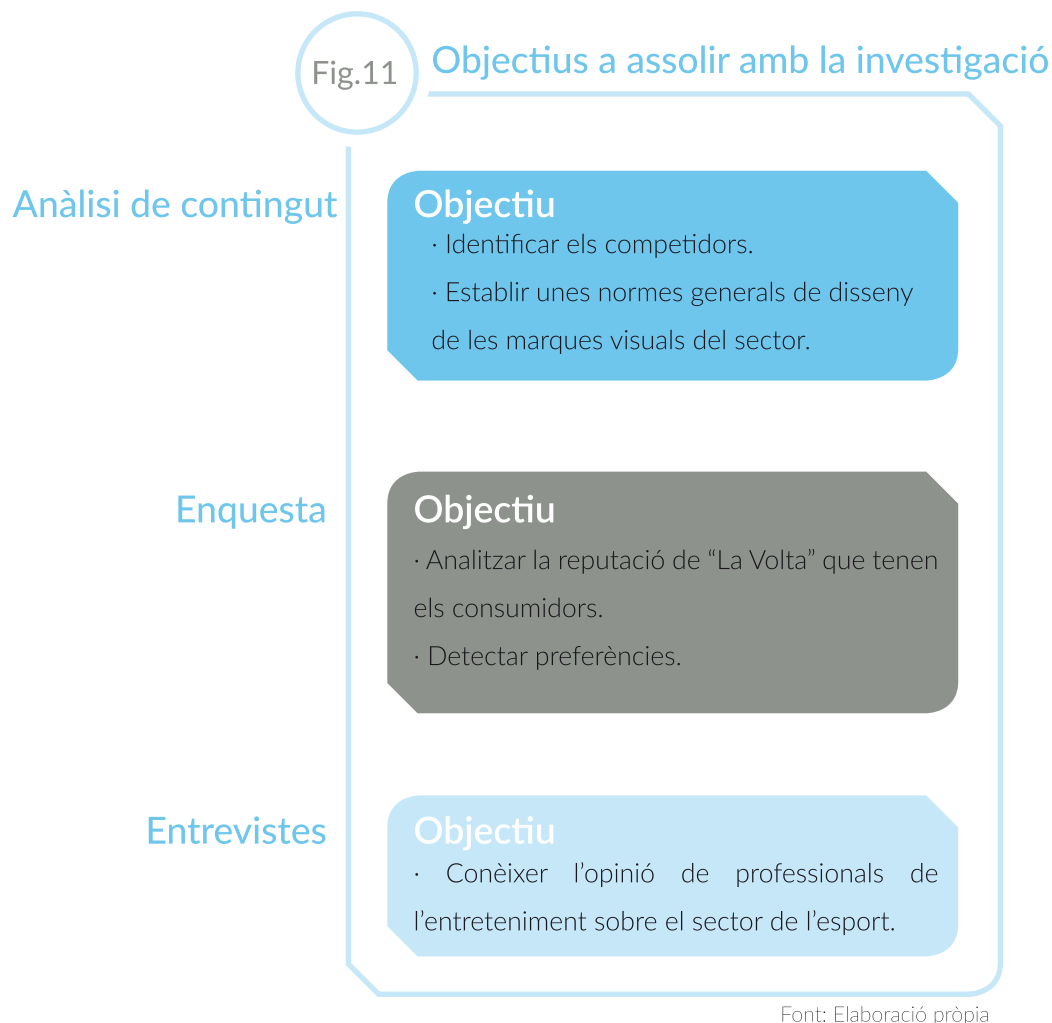 Fig.11
Objectius a assolir amb la investigació
Anàlisi de contingut
Objectiu
· Identificar els competidors.
· Establir unes normes generals de disseny
de les marques visuals del sector.
Enquesta
Objectiu
· Analitzar la reputació de “La Volta” que tenen
els consumidors.
· Detectar preferències.
Entrevistes
Objectiu
· Conèixer l’opinió de professionals de
l’entreteniment sobre el sector de l’esport.
Font: Elaboració pròpia